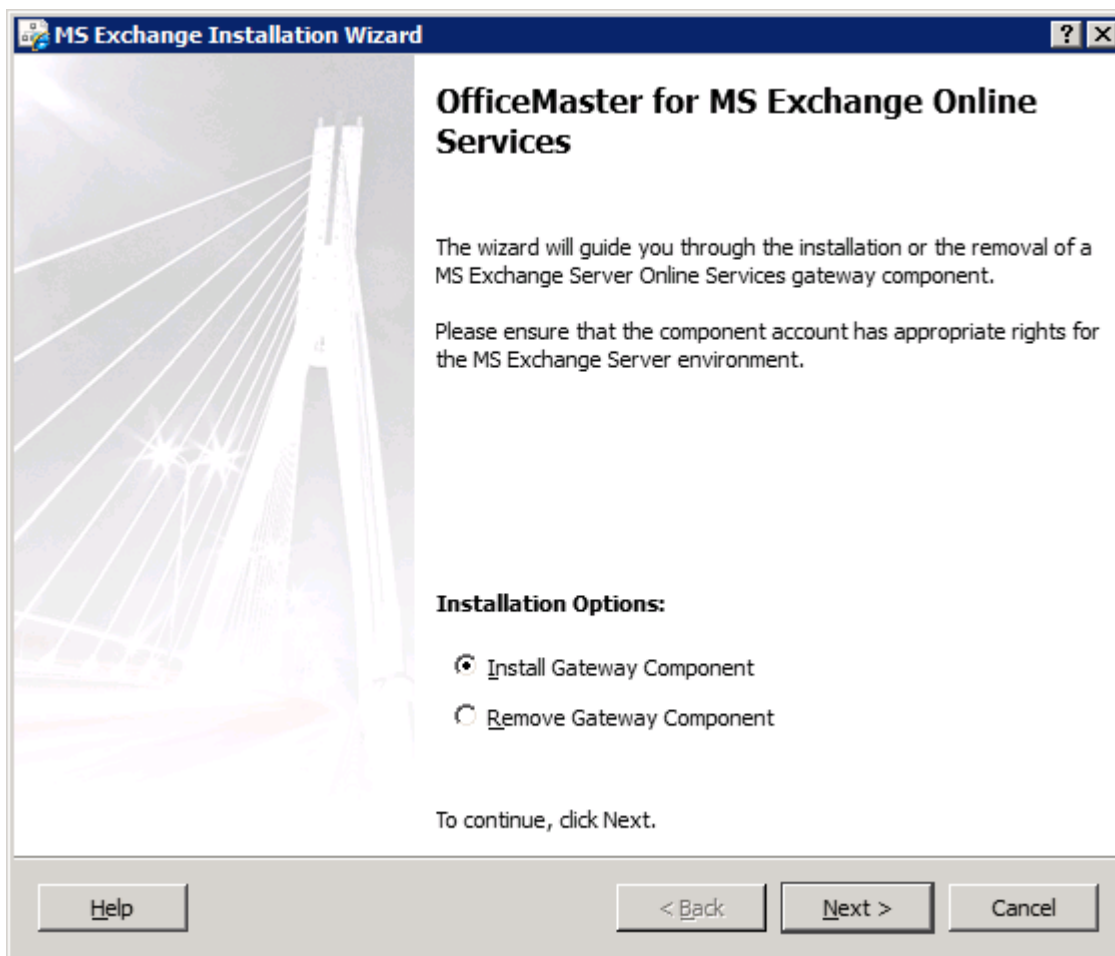 MS Exchange Installation Wizard
OfficeMaster for MS Exchange Online
Services
The wizard will guide you through the installation or the removal of a
MS Exchange Server Online Services gateway component.
Please ensure that the component account has appropriate rights for
the MS Exchange Server environment.
Installation Options:
Install Gateway Component
Remove Gateway Component
To continue, click Next.
Help
< Back
Next >
Cancel